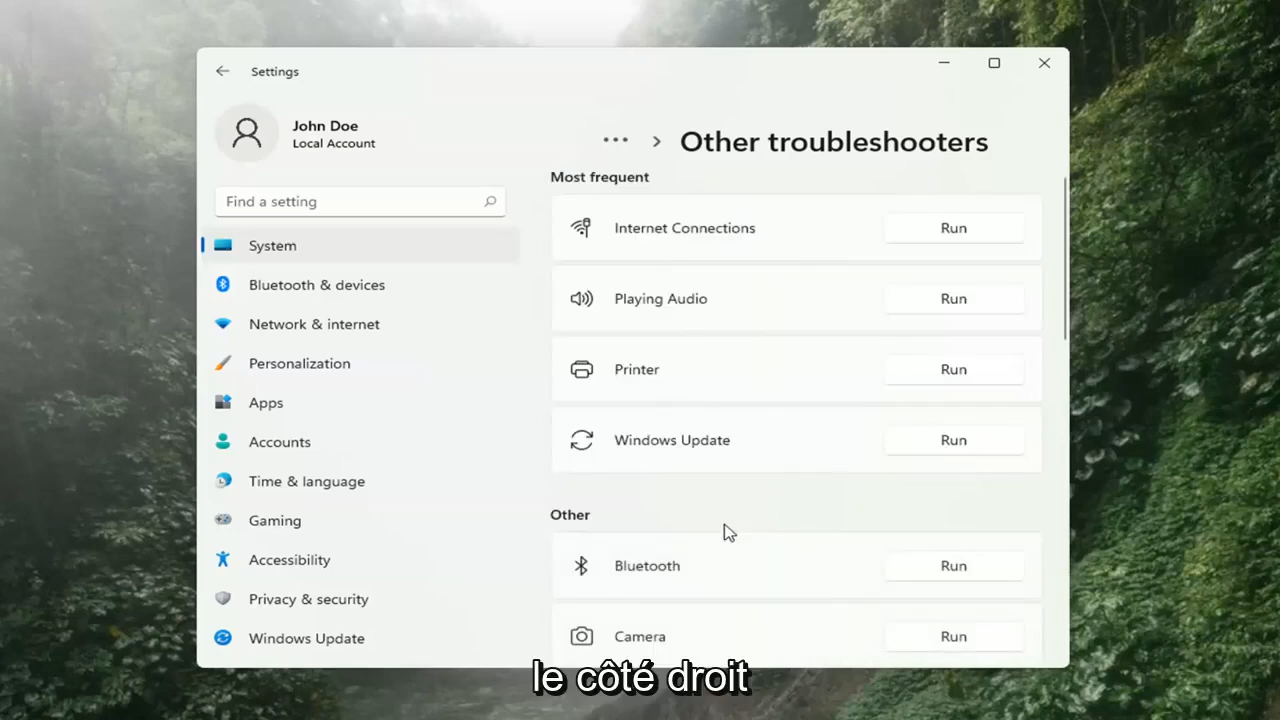 Settings
John Doe
Local Account
Find a setting
System
Bluetooth & devices
Network & internet
Personalization
Apps
Accounts
Time & language
Gaming
Accessibility
Privacy & security
Windows Update
… > Other troubleshooters
Most frequent
Internet Connections Run
Playing Audio Run
Printer Run
Windows Update Run
Other
Bluetooth Run
Camera Run
le côté droit